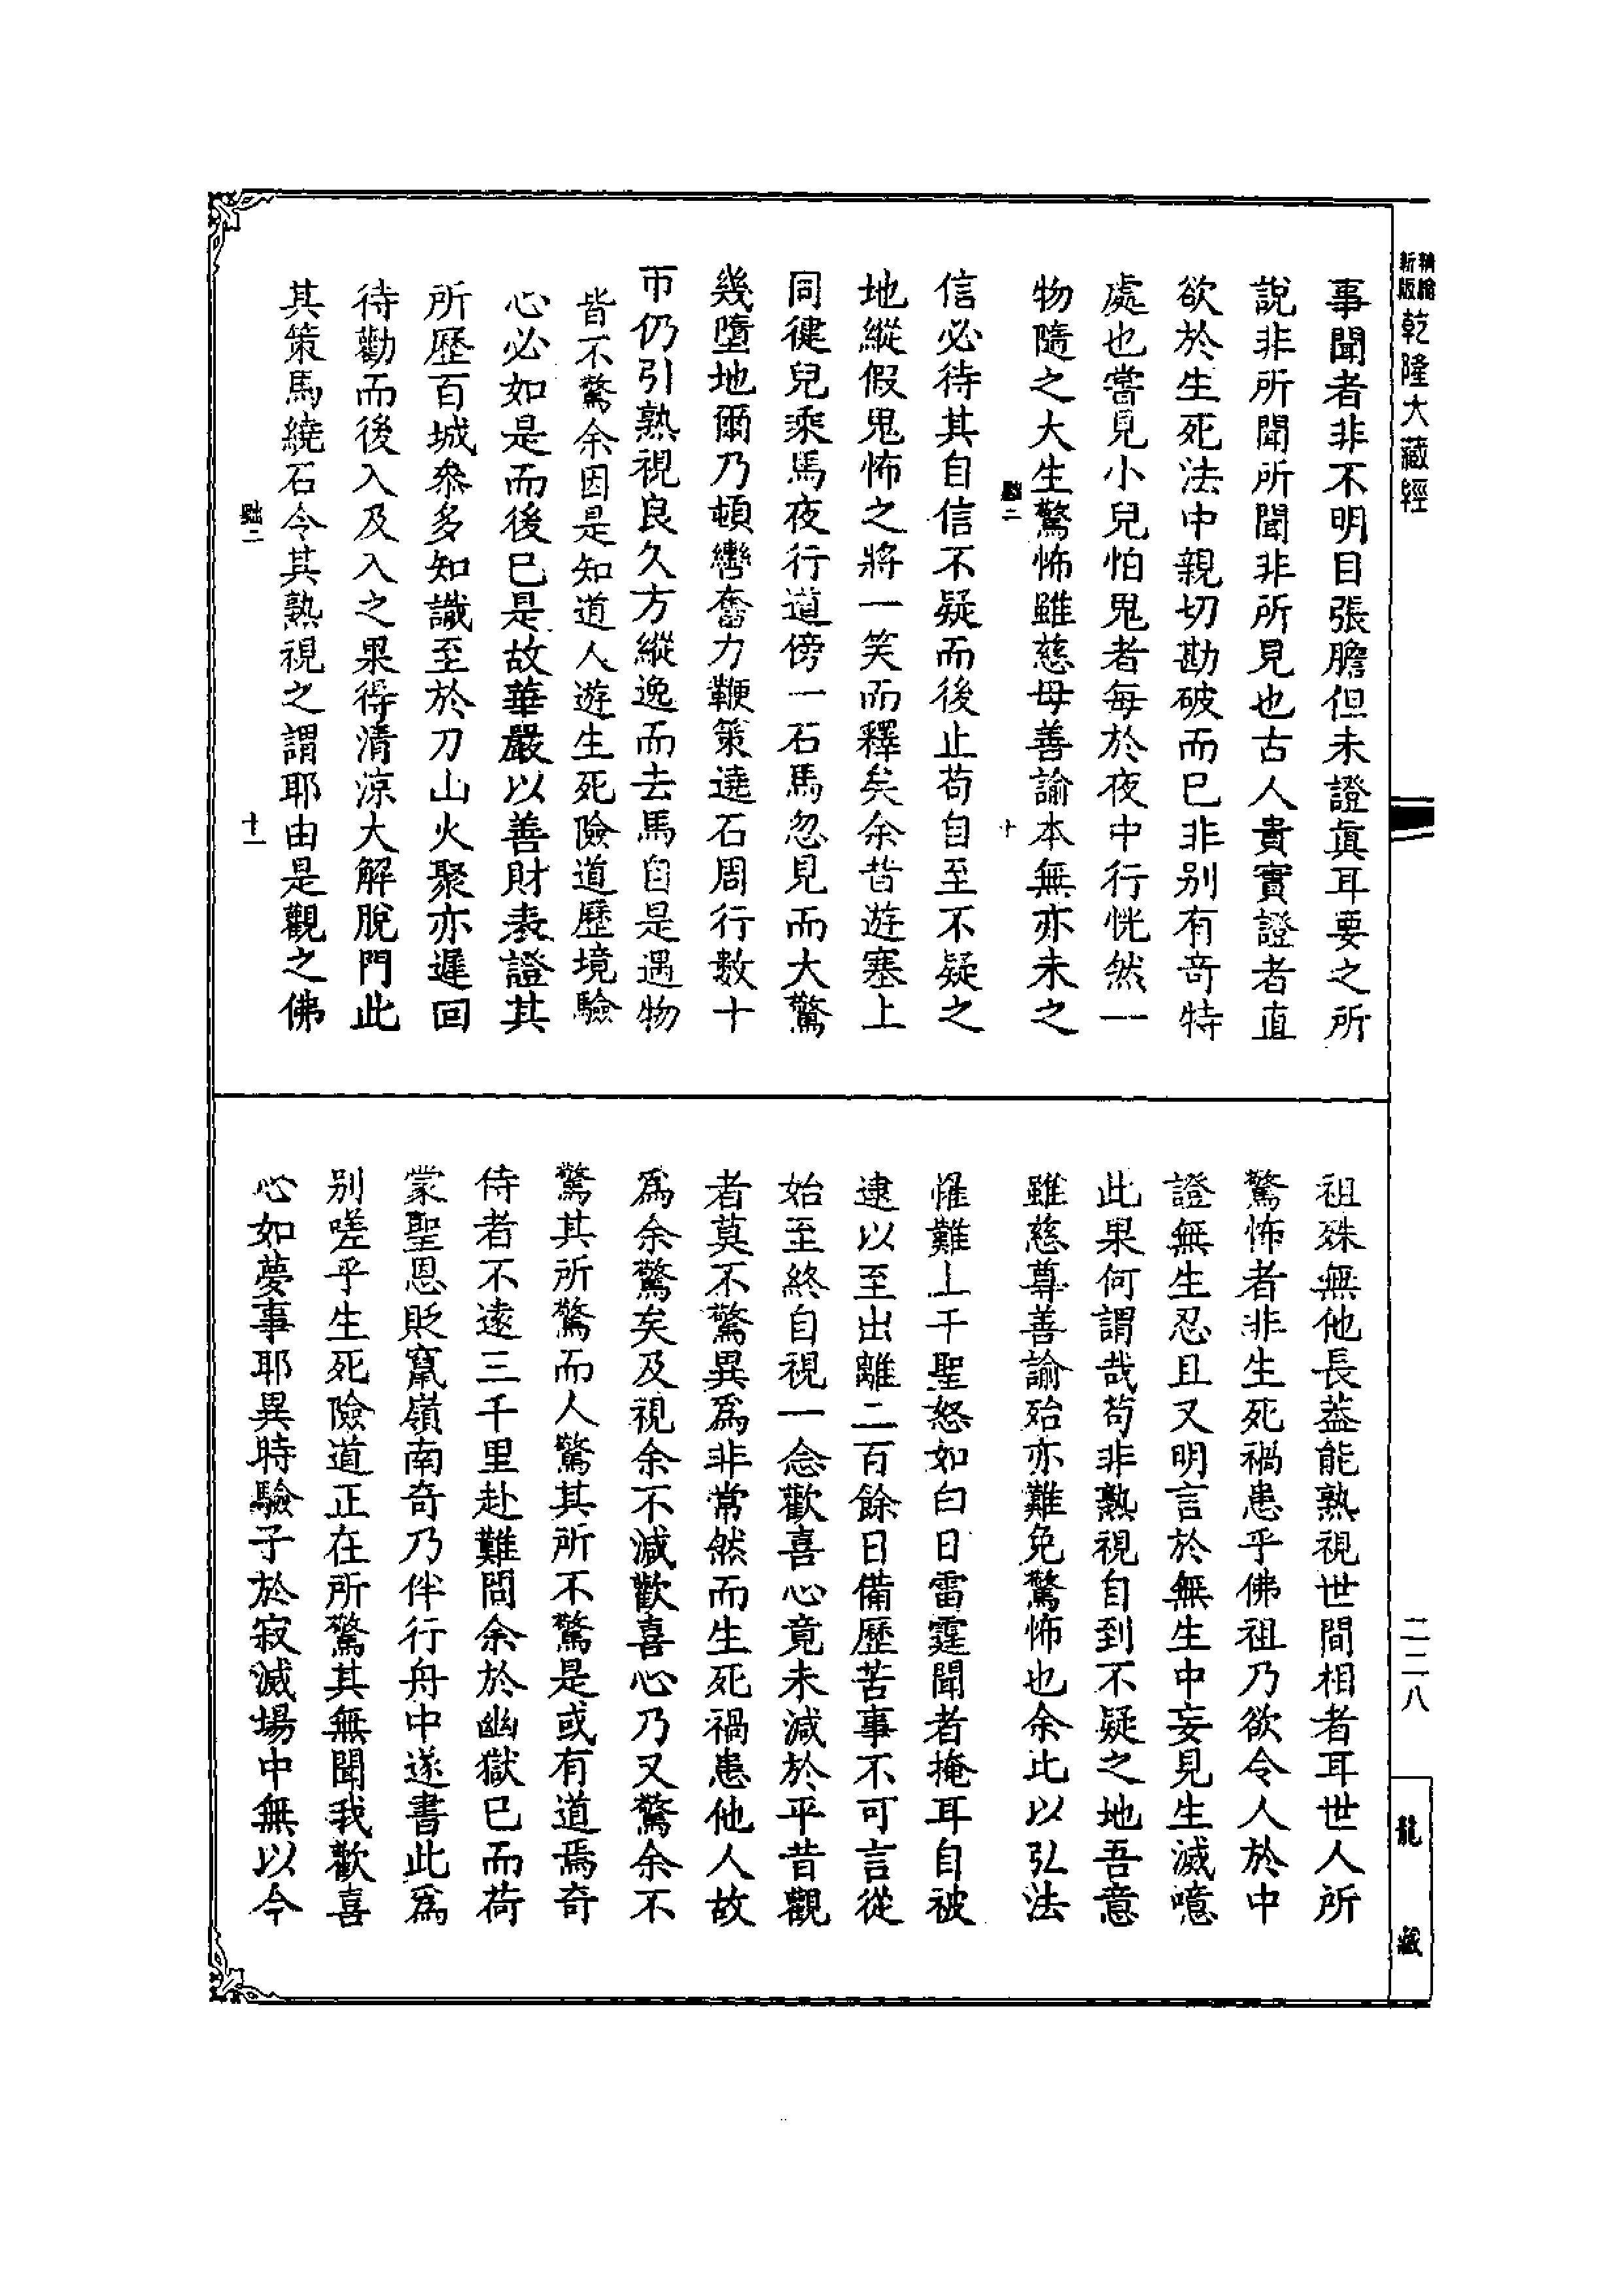 精繪
新版
乾隆大藏經
事聞者非不明目張膽但未證眞耳要之所
說非所聞所聞非所見也古人貴實證者直
欲於生死法中親切勘破而已非別有奇特
處也嘗見小兒怕鬼者每於夜中行恍然一
物隨之大生驚怖雖慈母善諭本無亦未之
黜二
十
信必待其自信不疑而後止苟自至不疑之
地縱假鬼怖之將一笑而釋矣余昔遊塞上
同徤兒乘馬夜行道傍一石馬忽見而大驚
幾墮地爾乃頓轡奮力鞭策遶石周行數十
帀仍引熟視良久方縱逸而去馬自是遇物
皆不驚余因是知道人遊生死險道歷境驗
心必如是而後已是故華嚴以善財表證其
所歷百城叅多知識至於刀山火聚亦遲回
待勸而後入及入之果得清凉大解脫門此
其策馬繞石令其熟視之謂耶由是觀之佛
黜二
十一
祖殊無他長葢能熟視世間相者耳世人所
驚怖者非生死禍患乎佛祖乃欲令人於中
證無生忍且又明言於無生中妄見生滅噫
此果何謂哉苟非熟視自到不疑之地吾意
雖慈尊善諭殆亦難免驚怖也余比以弘法
罹難上千聖怒如白日雷霆聞者掩耳自被
逮以至出離二百餘日備歷苦事不可言從
始至終自視一念歡喜心竟未減於平昔觀
者莫不驚異爲非常然而生死禍患他人故
爲余驚矣及視余不減歡喜心乃又驚余不
驚其所驚而人驚其所不驚是或有道焉奇
侍者不遠三千里赴難問余於幽獄已而荷
蒙聖恩貶竄嶺南奇乃伴行舟中遂書此爲
別嗟乎生死險道正在所驚其無聞我歡喜
心如夢事耶異時驗子於寂滅場中無以今
二二八
龍藏